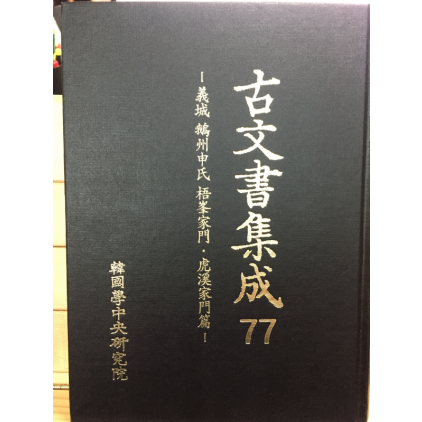 古文書集成 77
－義城 鵝州申氏 梧峯家門·虎溪家門篇－
韓國學中央硏究院